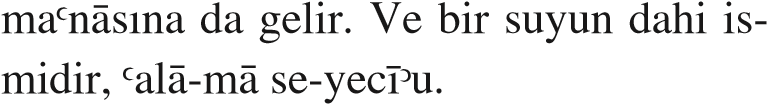 maʿnāsına da gelir. Ve bir suyun dahi is-
midir, ʿalā-mā se-yecīʾu.